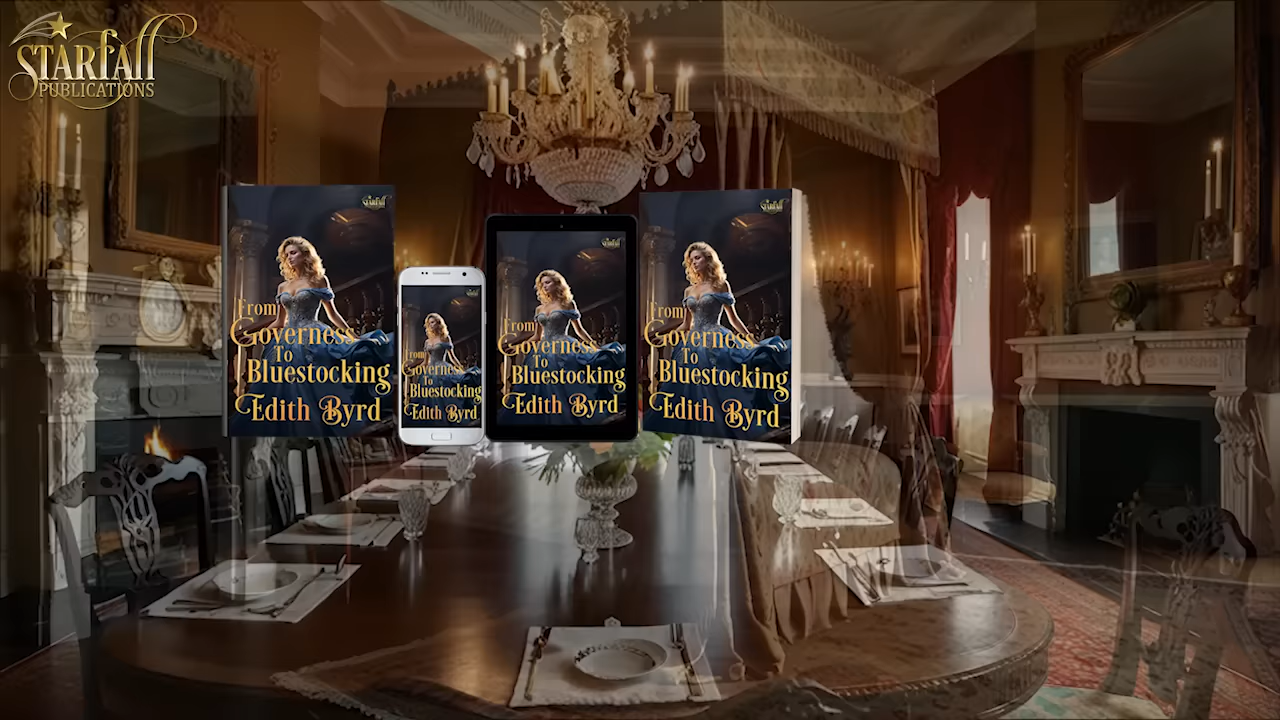 STARfall
PUBLICATIONS
From
Governess
To
Bluestocking
Edith Byrd
From
Governess
To
Bluestocking
Edith Byrd
From
Governess
To
Bluestocking
Edith Byrd
From
Governess
To
Bluestocking
Edith Byrd